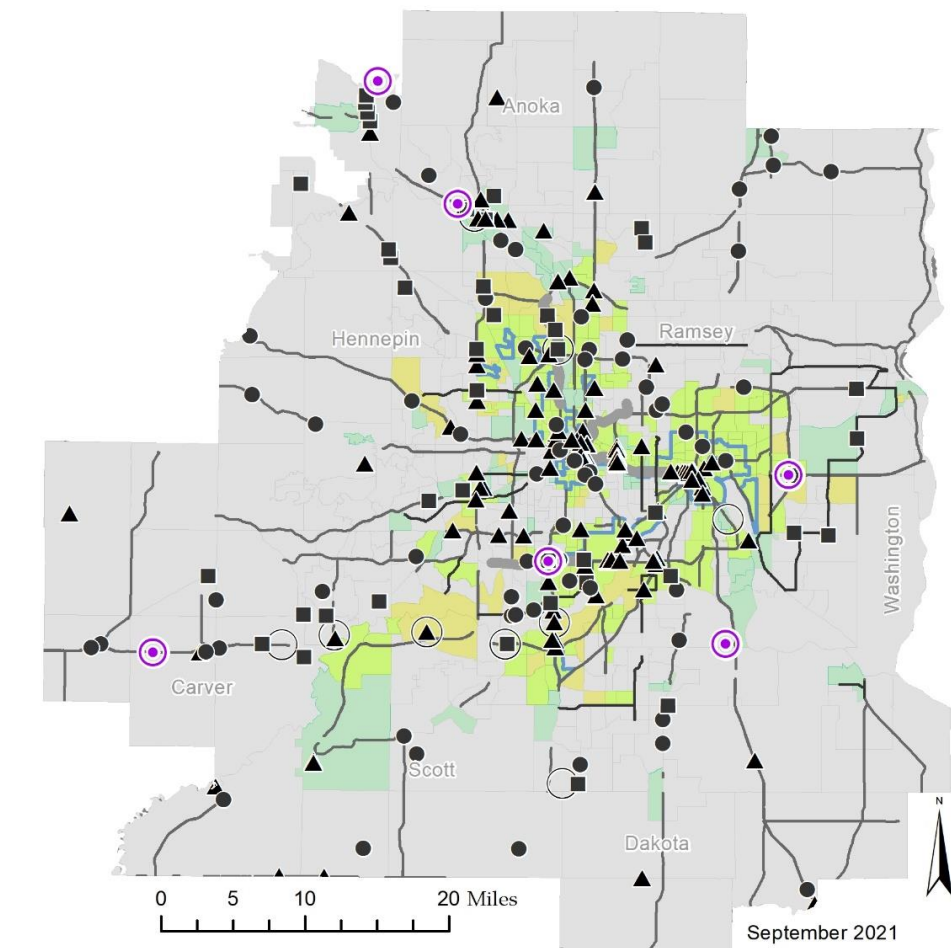 Anoka
Hennepin
Ramsey
Washington
Carver
Scott
Dakota
0 5 10 20 Miles
N
September 2021